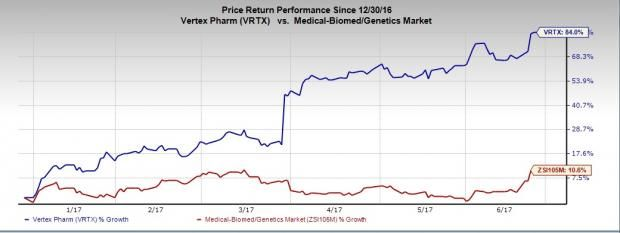 Price Return Performance Since 12/30/16
Vertex Pharm (VRTX) vs. Medical-Biomed/Genetics Market
VRTX: 84.0%
68.3%
53.9%
40.7%
28.7%
17.6%
ZSI105M: 10.6%
7.5%
1/17 2/17 3/17 4/17 5/17 6/17
Vertex Pharm (VRTX) % Growth Medical-Biomed/Genetics Market (ZSI105M) % Growth